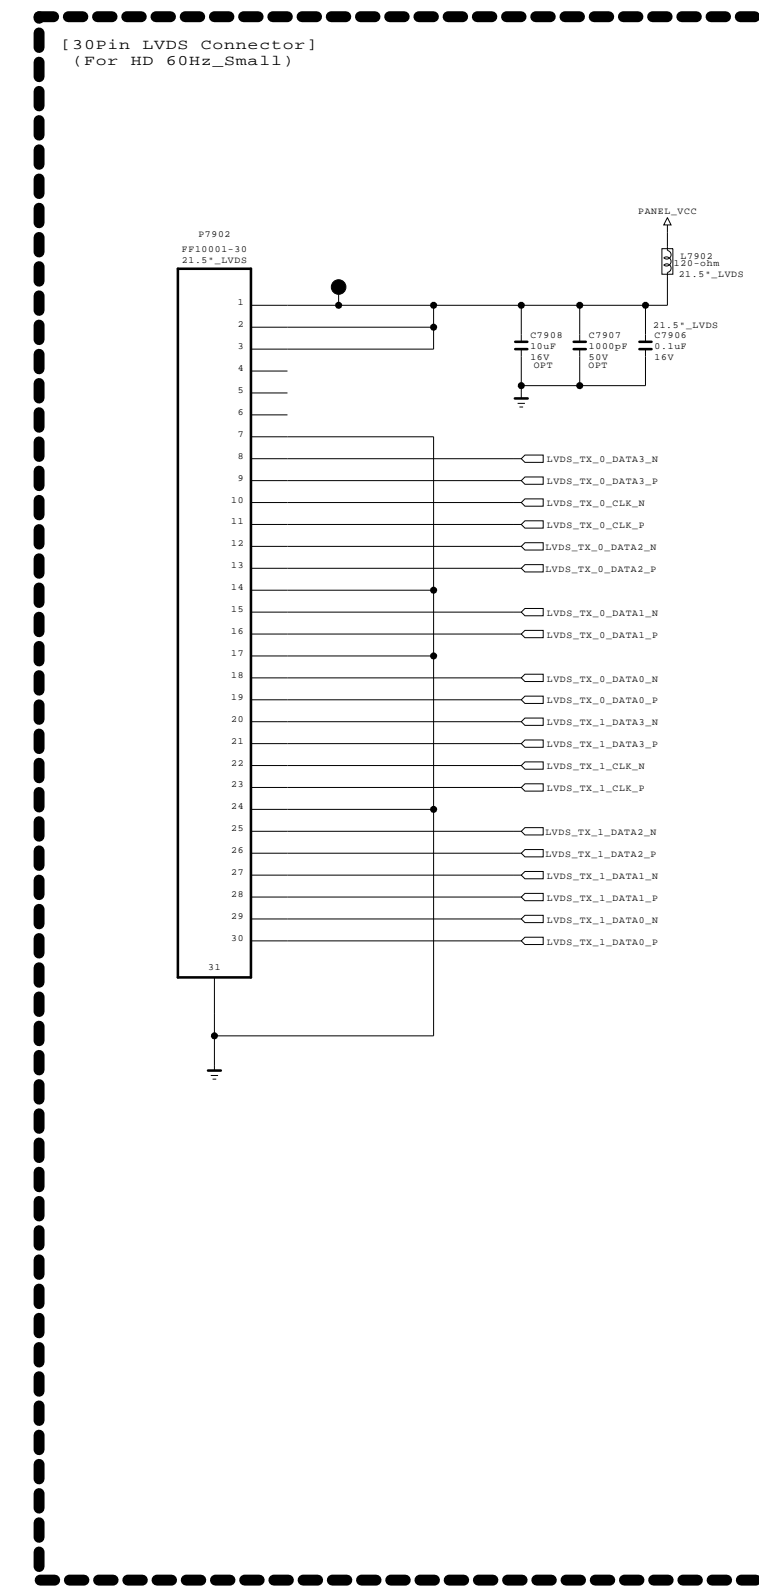 [30Pin LVDS Connector]
(For HD 60Hz_Small)
PANEL_VCC
P7902
FF10001-30
21.5"_LVDS
L7902
120-ohm
21.5"_LVDS
1
2
3
4
5
6
7
8
9
10
11
12
13
14
15
16
17
18
19
20
21
22
23
24
25
26
27
28
29
30
31
C7908
10uF
16V
OPT
C7907
1000pF
50V
OPT
21.5"_LVDS
C7906
0.1uF
16V
LVDS_TX_0_DATA3_N
LVDS_TX_0_DATA3_P
LVDS_TX_0_CLK_N
LVDS_TX_0_CLK_P
LVDS_TX_0_DATA2_N
LVDS_TX_0_DATA2_P
LVDS_TX_0_DATA1_N
LVDS_TX_0_DATA1_P
LVDS_TX_0_DATA0_N
LVDS_TX_0_DATA0_P
LVDS_TX_1_DATA3_N
LVDS_TX_1_DATA3_P
LVDS_TX_1_CLK_N
LVDS_TX_1_CLK_P
LVDS_TX_1_DATA2_N
LVDS_TX_1_DATA2_P
LVDS_TX_1_DATA1_N
LVDS_TX_1_DATA1_P
LVDS_TX_1_DATA0_N
LVDS_TX_1_DATA0_P